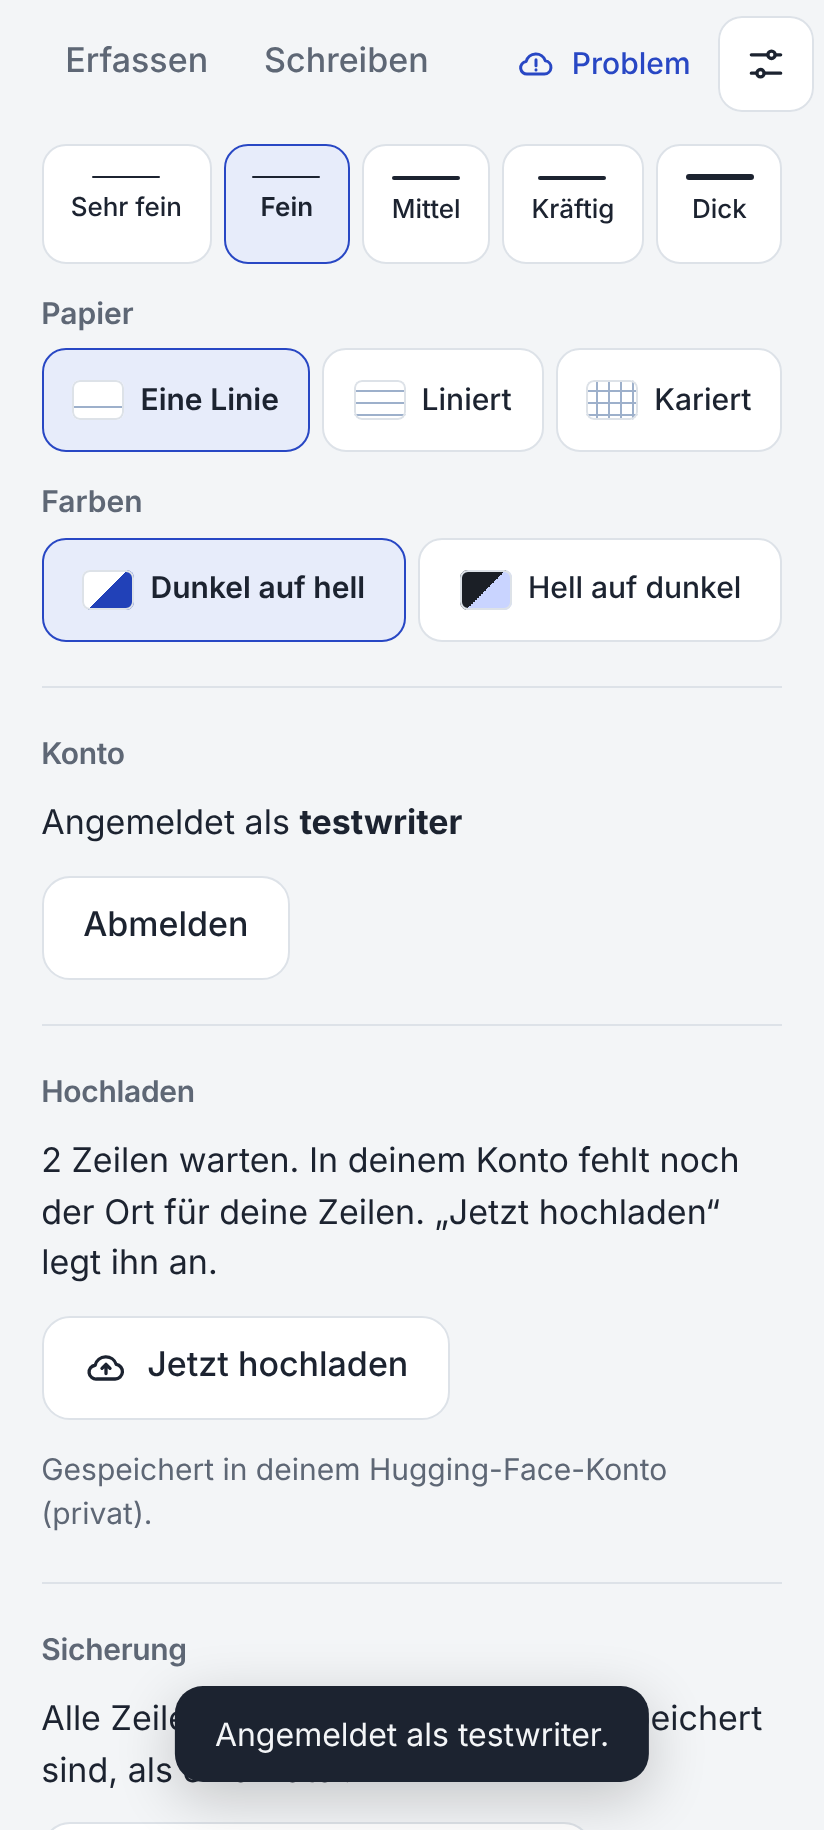 Erfassen Schreiben Problem
Sehr fein Fein Mittel Kräftig Dick
Papier
Eine Linie Liniert Kariert
Farben
Dunkel auf hell Hell auf dunkel
Konto
Angemeldet als testwriter
Abmelden
Hochladen
2 Zeilen warten. In deinem Konto fehlt noch
der Ort für deine Zeilen. „Jetzt hochladen“
legt ihn an.
Jetzt hochladen
Gespeichert in deinem Hugging-Face-Konto
(privat).
Sicherung
Alle
sind, als
Angemeldet als testwriter.